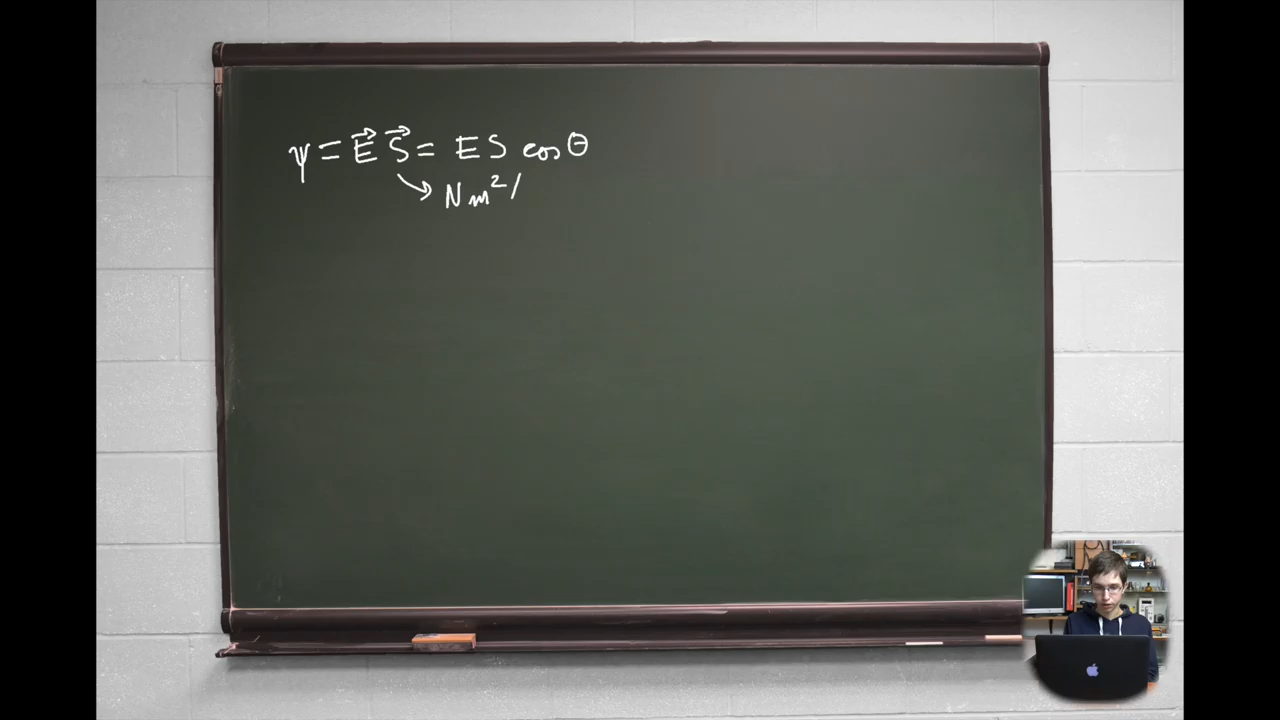 ψ = E⃗ S⃗ = E S cos θ
→ N m² /